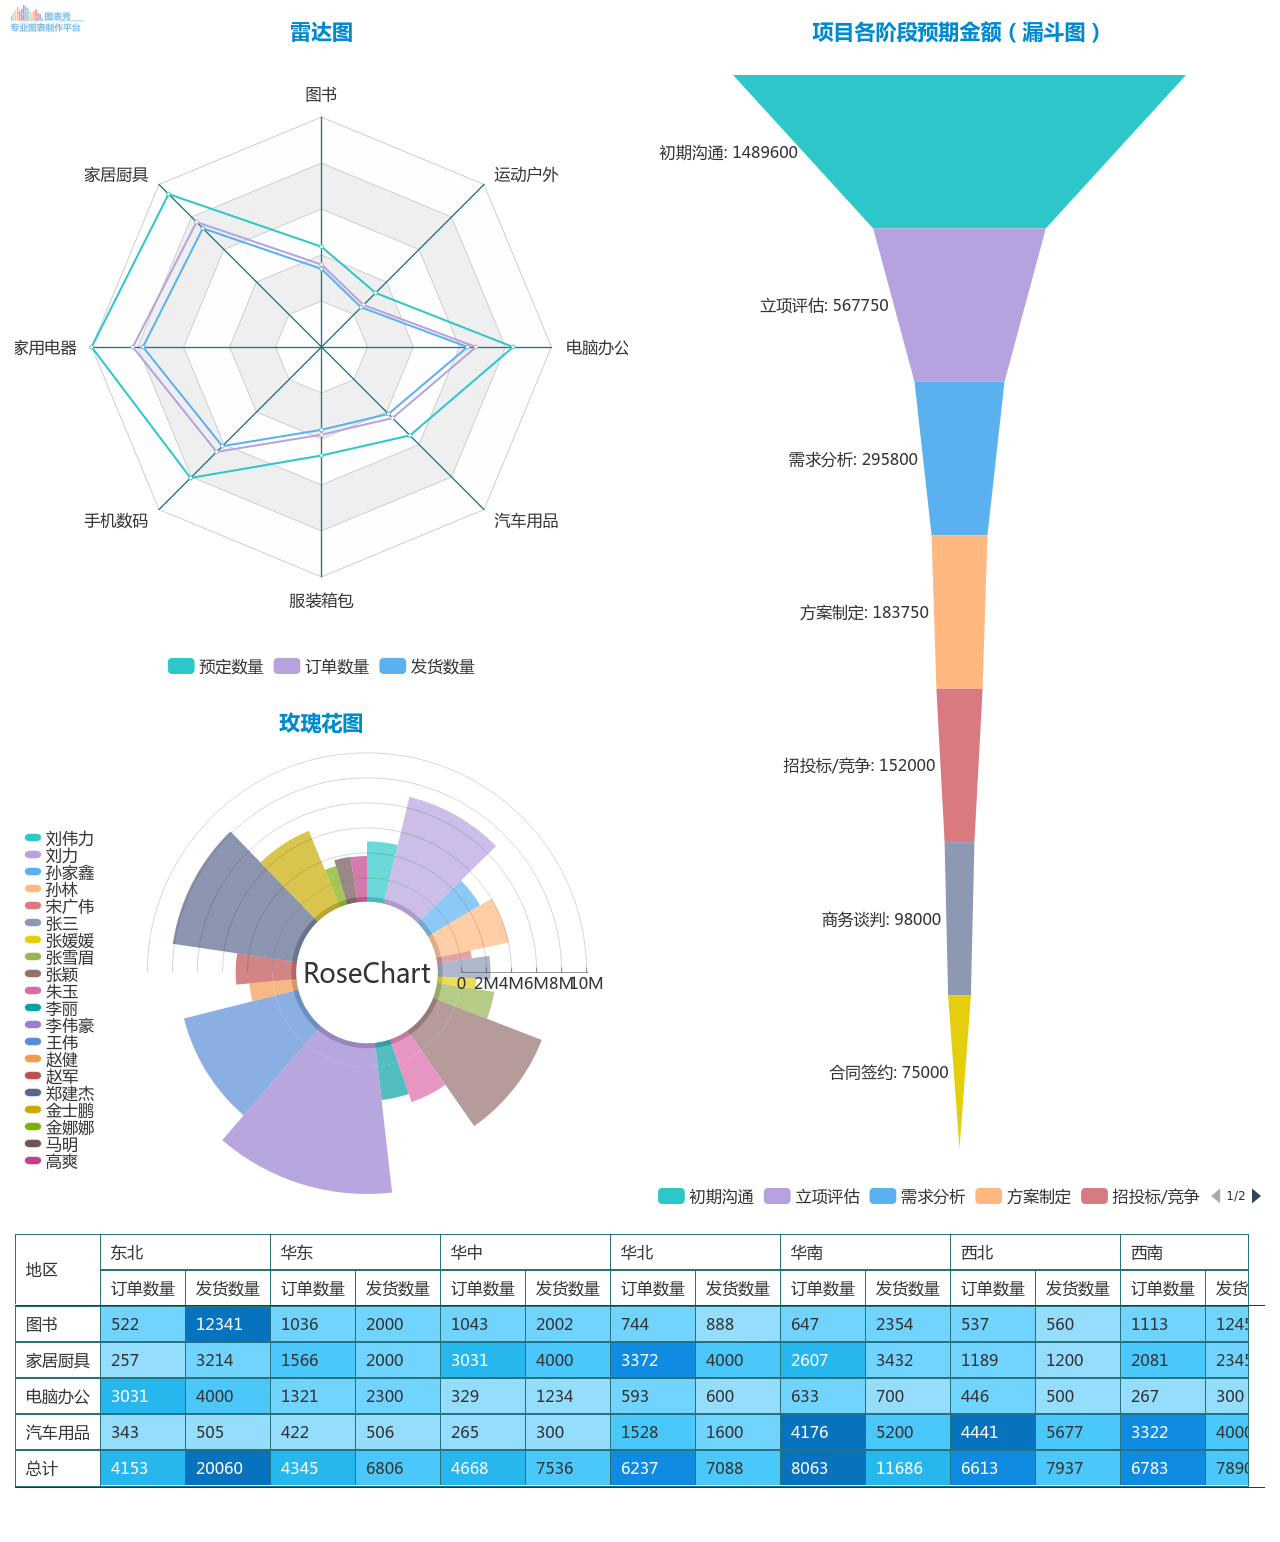 图表秀
专业图表制作平台
雷达图
图书
运动户外
电脑办公
汽车用品
服装箱包
手机数码
家用电器
家居厨具
预定数量 订单数量 发货数量
项目各阶段预期金额（漏斗图）
初期沟通: 1489600
立项评估: 567750
需求分析: 295800
方案制定: 183750
招投标/竞争: 152000
商务谈判: 98000
合同签约: 75000
初期沟通 立项评估 需求分析 方案制定 招投标/竞争 1/2
玫瑰花图
刘伟力
刘力
孙家鑫
孙林
宋广伟
张三
张媛媛
张雪眉
张颖
朱玉
李丽
李伟豪
王伟
赵健
赵军
郑建杰
金士鹏
金娜娜
马明
高爽
RoseChart
0 2M 4M 6M 8M 10M
地区 东北 华东 华中 华北 华南 西北 西南
订单数量 发货数量 订单数量 发货数量 订单数量 发货数量 订单数量 发货数量 订单数量 发货数量 订单数量 发货数量 订单数量 发货
图书 522 12341 1036 2000 1043 2002 744 888 647 2354 537 560 1113 1245
家居厨具 257 3214 1566 2000 3031 4000 3372 4000 2607 3432 1189 1200 2081 2345
电脑办公 3031 4000 1321 2300 329 1234 593 600 633 700 446 500 267 300
汽车用品 343 505 422 506 265 300 1528 1600 4176 5200 4441 5677 3322 4000
总计 4153 20060 4345 6806 4668 7536 6237 7088 8063 11686 6613 7937 6783 7890